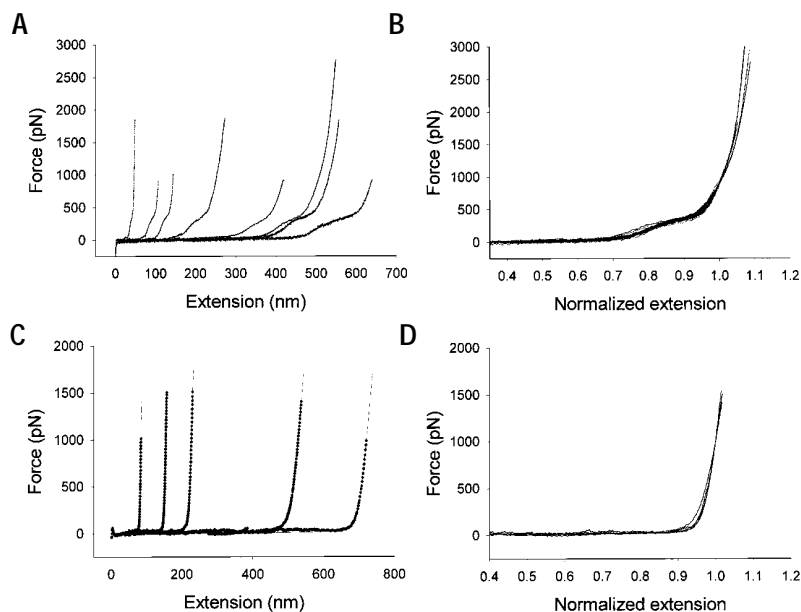 A
Force (pN)
3000
2500
2000
1500
1000
500
0
0 100 200 300 400 500 600 700
Extension (nm)
B
Force (pN)
3000
2500
2000
1500
1000
500
0
0.4 0.5 0.6 0.7 0.8 0.9 1.0 1.1 1.2
Normalized extension
C
Force (pN)
2000
1500
1000
500
0
0 200 400 600 800
Extension (nm)
D
Force (pN)
2000
1500
1000
500
0
0.4 0.5 0.6 0.7 0.8 0.9 1.0 1.1 1.2
Normalized extension